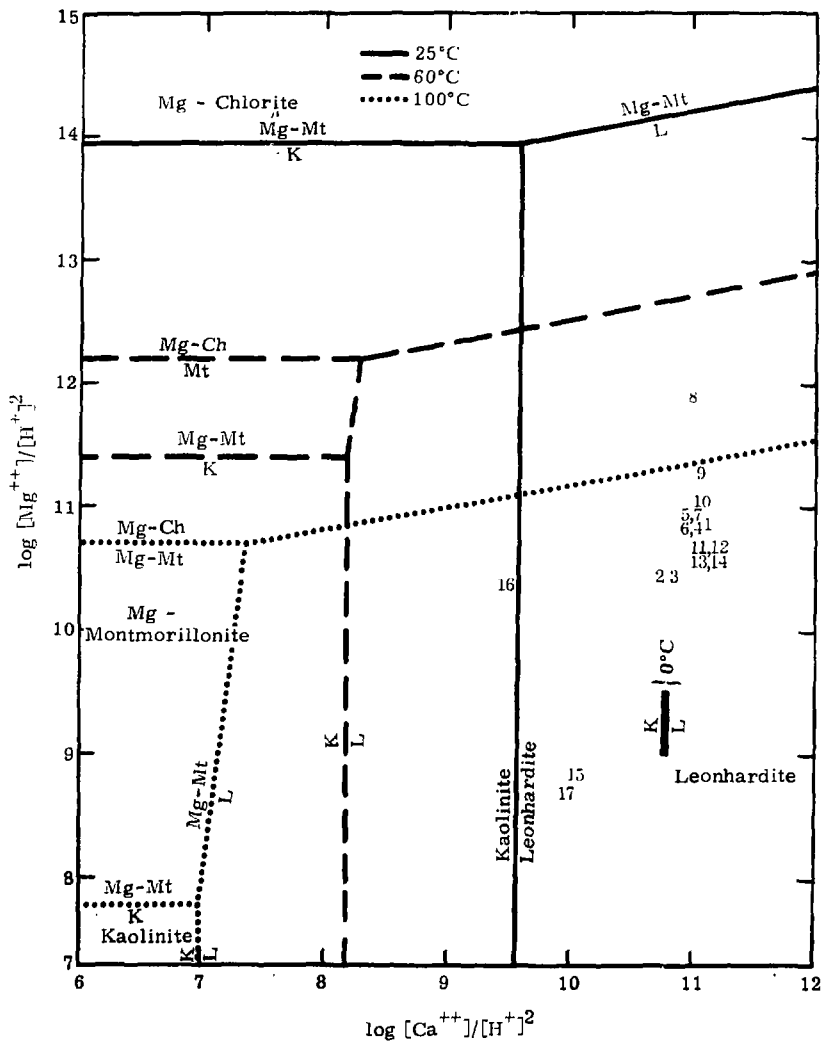 15
25°C
60°C
100°C
Mg - Chlorite
Mg-Mt
K
Mg-Mt
L
14
13
Mg-Ch
Mt
12
8
Mg-Mt
K
9
11
10
5,7
6,41
11,12
13,14
Mg-Ch
Mg-Mt
16
2 3
Mg -
Montmorillonite
10
0°C
K
L
K
L
9
Mg-Mt
L
Kaolinite
Leonhardite
15
17
Leonhardite
8
Mg-Mt
K
Kaolinite
K
L
7
6
7
8
9
10
11
12
log [Mg++]/[H+]2
log [Ca++]/[H+]2